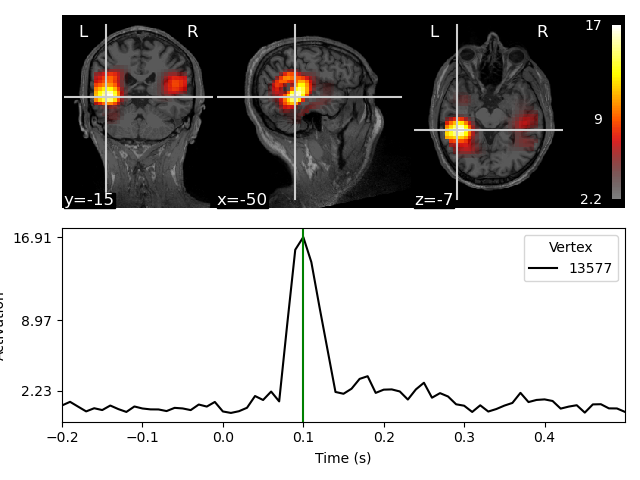 L R L R 17
9
y=-15 x=-50 z=-7 2.2
16.91 Vertex
13577
8.97
2.23
−0.2 −0.1 0.0 0.1 0.2 0.3 0.4
Time (s)